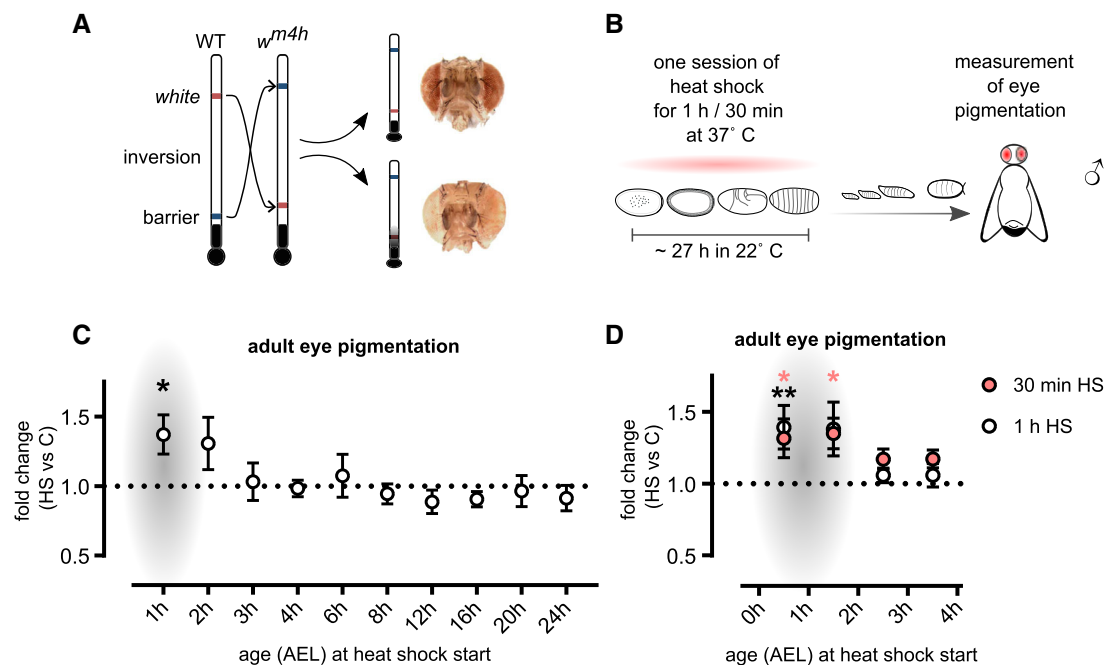 A
WT
w^m4h
white
inversion
barrier
B
one session of
heat shock
for 1 h / 30 min
at 37˚ C
~ 27 h in 22˚ C
measurement
of eye
pigmentation
♂
C
adult eye pigmentation
*
fold change
(HS vs C)
1.5
1.0
0.5
1h
2h
3h
4h
6h
8h
12h
16h
20h
24h
age (AEL) at heat shock start
D
adult eye pigmentation
* *
**
30 min HS
1 h HS
fold change
(HS vs C)
1.5
1.0
0.5
0h
1h
2h
3h
4h
age (AEL) at heat shock start